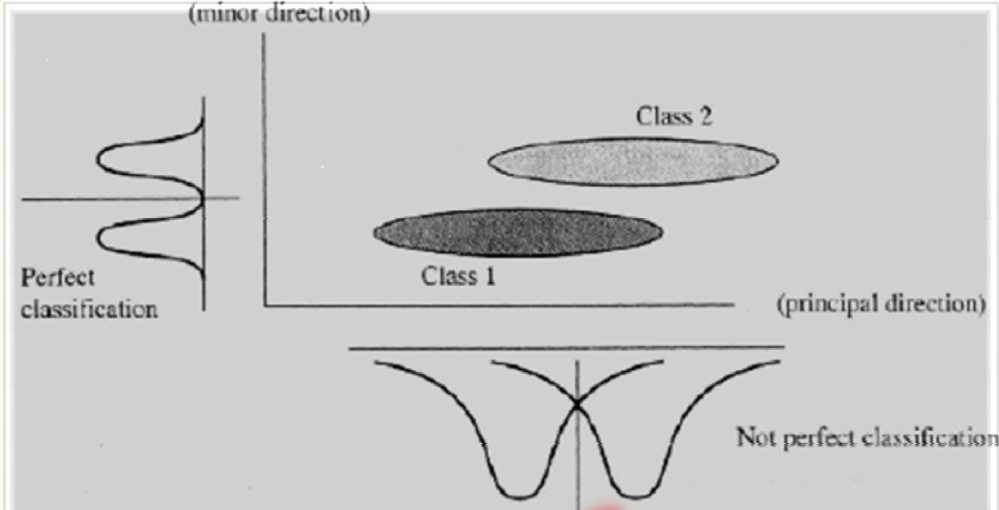 (minor direction)
Class 2
Class 1
Perfect
classification
(principal direction)
Not perfect classification